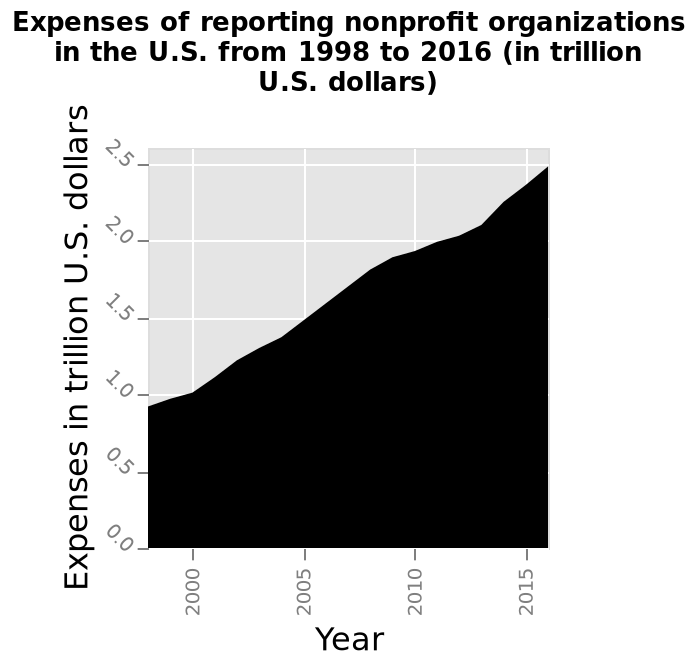 Expenses of reporting nonprofit organizations
in the U.S. from 1998 to 2016 (in trillion
U.S. dollars)
Expenses in trillion U.S. dollars
2.5
2.0
1.5
1.0
0.5
0.0
2000
2005
2010
2015
Year